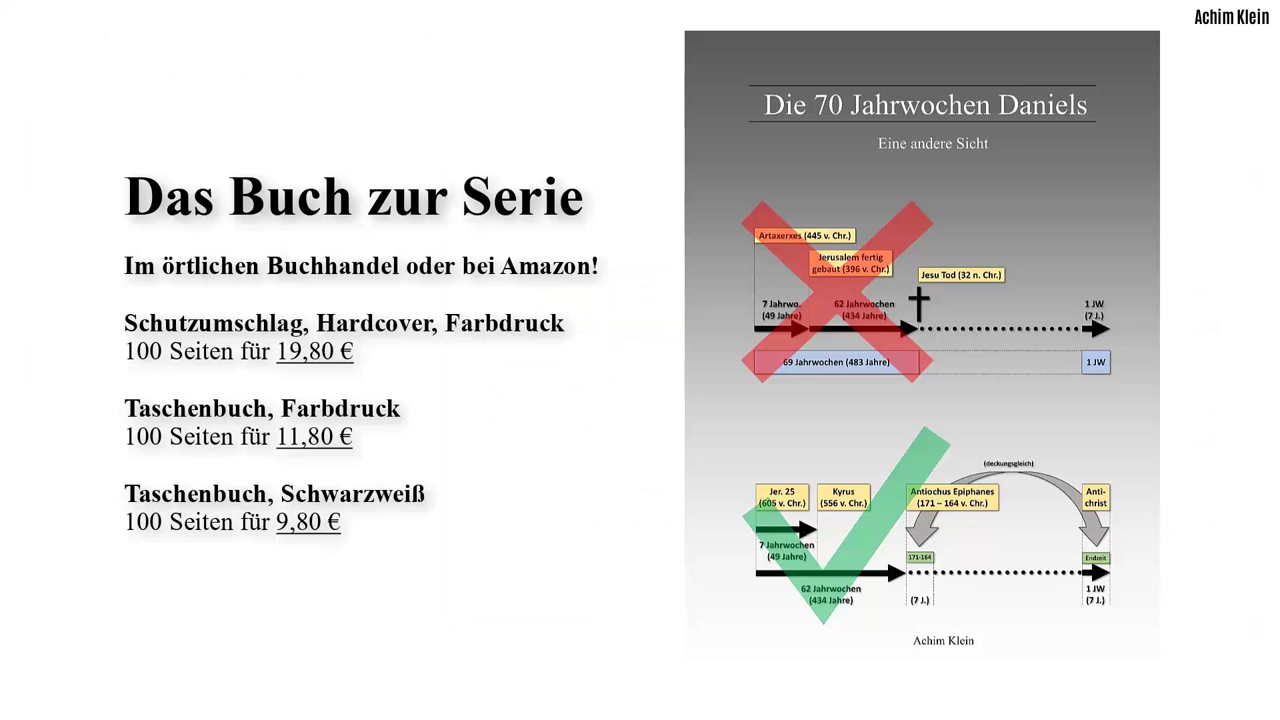 Achim Klein
Das Buch zur Serie
Im örtlichen Buchhandel oder bei Amazon!
Schutzumschlag, Hardcover, Farbdruck
100 Seiten für 19,80 €
Taschenbuch, Farbdruck
100 Seiten für 11,80 €
Taschenbuch, Schwarzweiß
100 Seiten für 9,80 €
Die 70 Jahrwochen Daniels
Eine andere Sicht
Artaxerxes (445 v. Chr.)
Jerusalem fertig
gebaut (396 v. Chr.)
Jesu Tod (32 n. Chr.)
7 Jahrwo.
(49 Jahre)
62 Jahrwochen
(434 Jahre)
1 JW
(7 J.)
69 Jahrwochen (483 Jahre)
1 JW
(deckungsgleich)
Jer. 25
(605 v. Chr.)
Kyrus
(556 v. Chr.)
Antiochus Epiphanes
(171 – 164 v. Chr.)
Anti-
christ
7 Jahrwochen
(49 Jahre)
171-164
Endzeit
62 Jahrwochen
(434 Jahre)
(7 J.)
1 JW
(7 J.)
Achim Klein